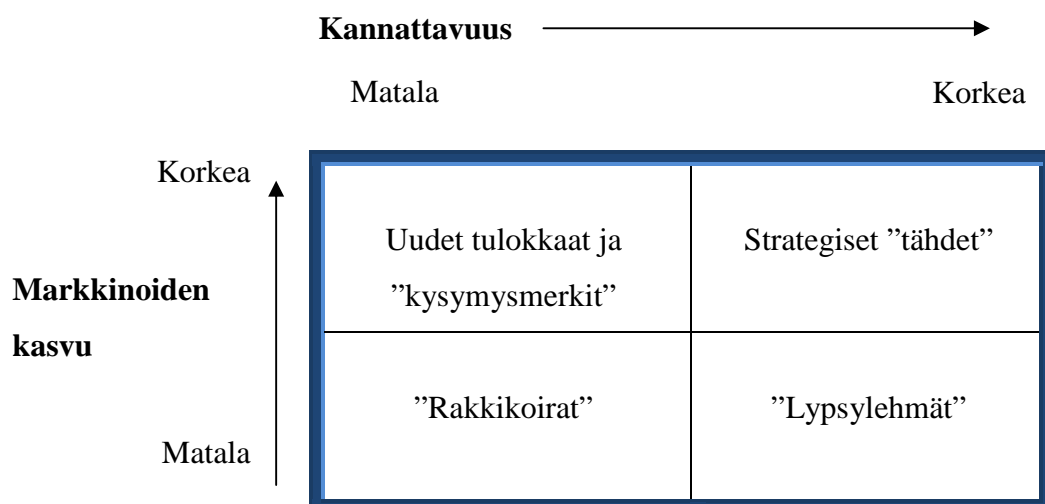 Kannattavuus
Matala Korkea
Korkea
Uudet tulokkaat ja
”kysymysmerkit”
Strategiset ”tähdet”
Markkinoiden
kasvu
”Rakkikoirat”
”Lypsylehmät”
Matala